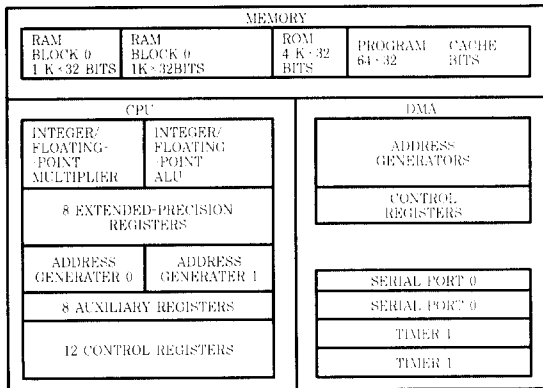 MEMORY
RAM
BLOCK 0
1 K×32 BITS
RAM
BLOCK 0
1K×32BITS
ROM
4 K×32
BITS
PROGRAM CACHE
64×32 BITS
CPU
INTEGER/
FLOATING-
-POINT
MULTIPLIER
INTEGER/
FLOATING
-POINT
ALU
8 EXTENDED-PRECISION
REGISTERS
ADDRESS
GENERATER 0
ADDRESS
GENERATER 1
8 AUXILIARY REGISTERS
12 CONTROL REGISTERS
DMA
ADDRESS
GENERATORS
CONTROL
REGISTERS
SERIAL PORT 0
SERIAL PORT 0
TIMER 1
TIMER 1